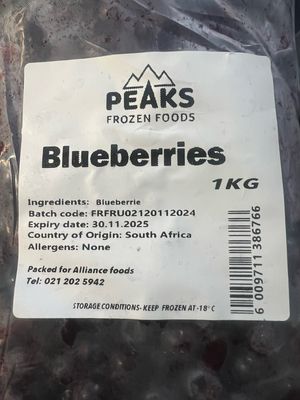 PEAKS
FROZEN FOODS
Blueberries
1KG
Ingredients: Blueberrie
Batch code: FRFRU02120112024
Expiry date: 30.11.2025
Country of Origin: South Africa
Allergens: None
Packed for Alliance foods
Tel: 021 202 5942
STORAGE CONDITIONS- KEEP FROZEN AT -18° C
6 009711 386766